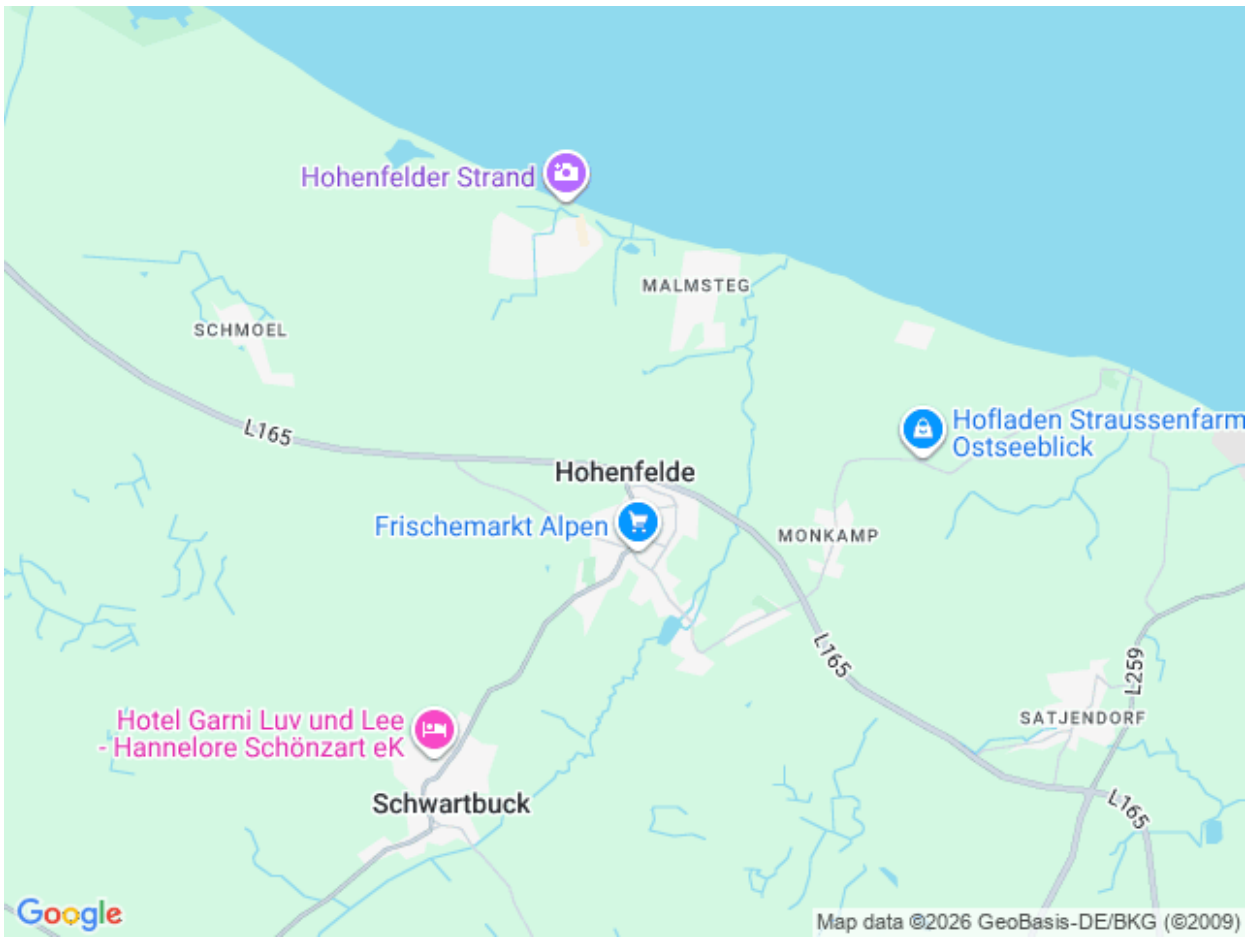 Hohenfelder Strand
MALMSTEG
SCHMOEL
L165
Hofladen Straussenfarm
Ostseeblick
Hohenfelde
Frischemarkt Alpen
MONKAMP
L165
L259
Hotel Garni Luv und Lee
- Hannelore Schönzart eK
SATJENDORF
Schwartbuck
L165
Google
Map data ©2026 GeoBasis-DE/BKG (©2009)